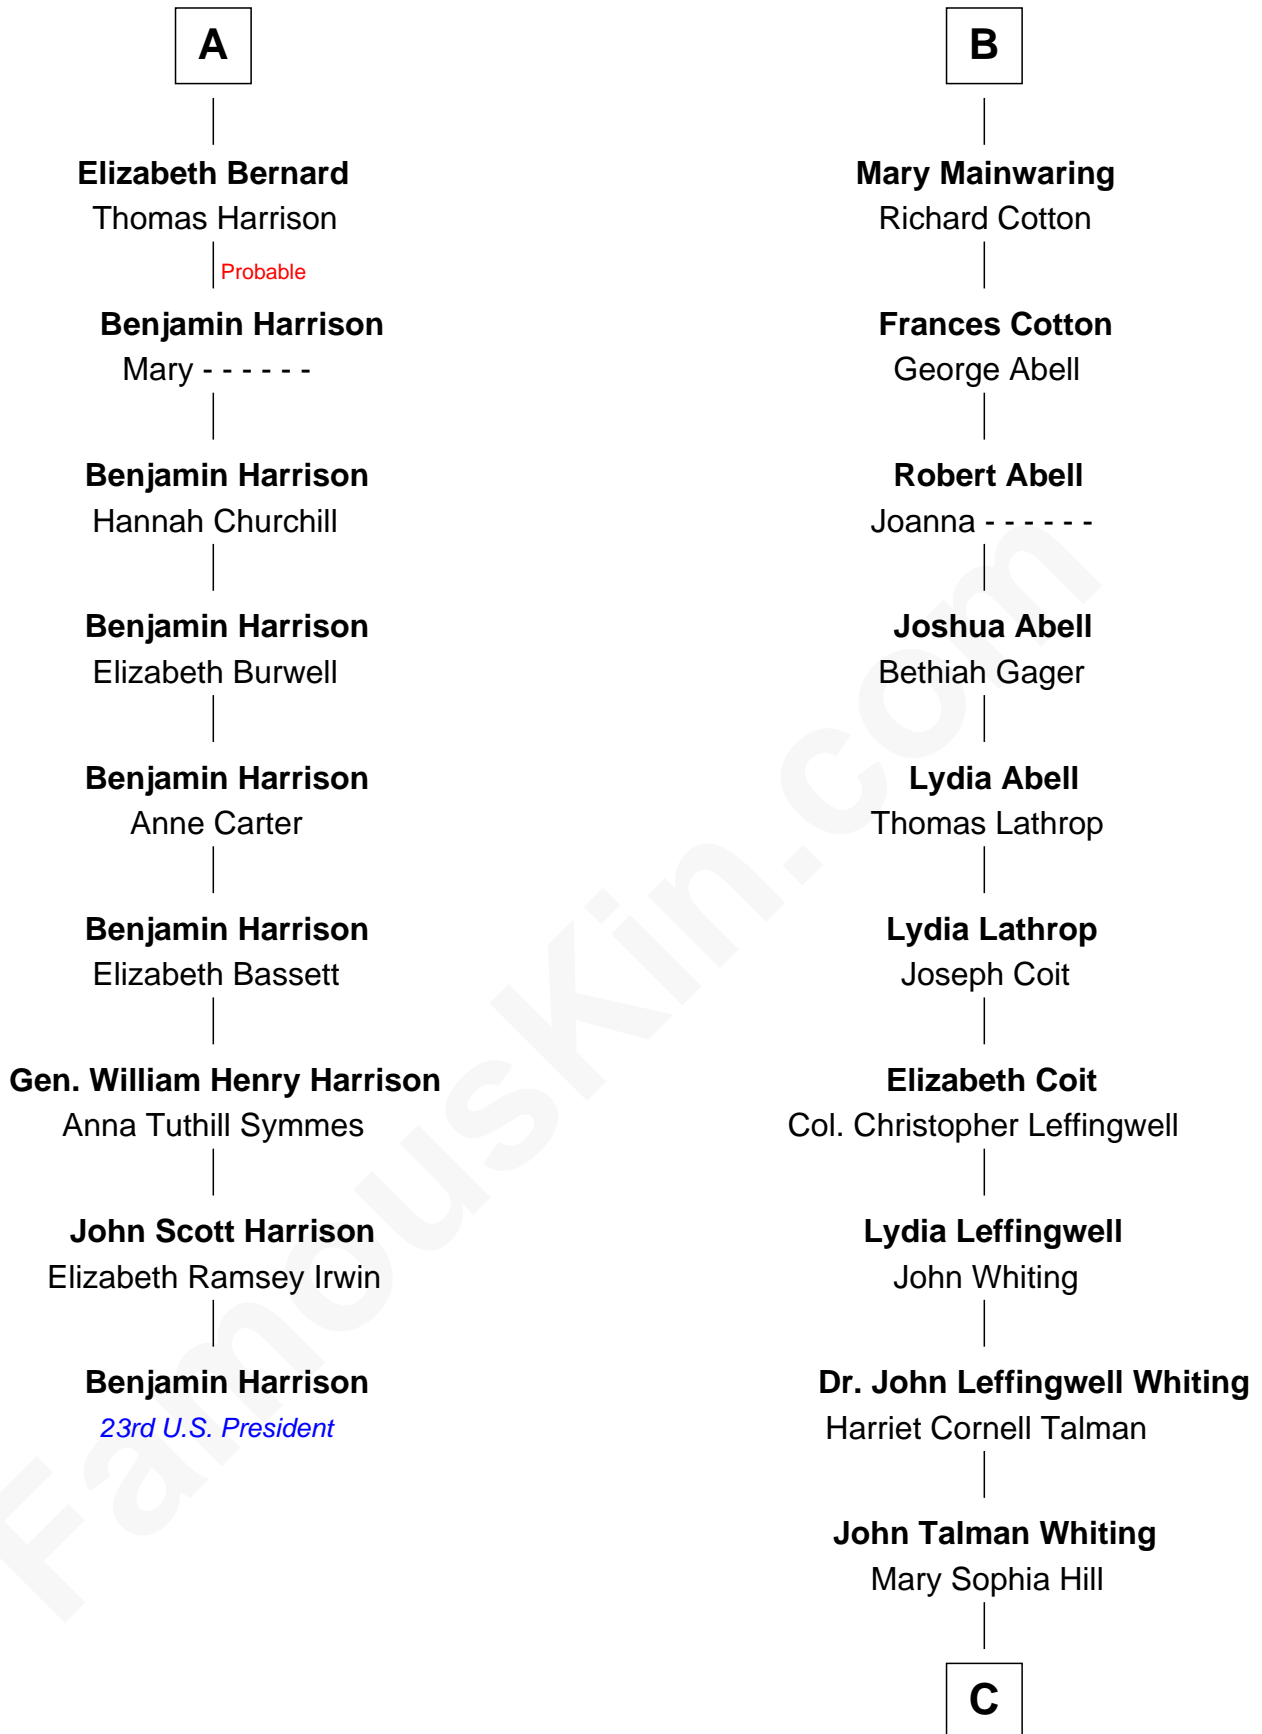 A
Elizabeth Bernard
Thomas Harrison
Probable
Benjamin Harrison
Mary - - - - - -
Benjamin Harrison
Hannah Churchill
Benjamin Harrison
Elizabeth Burwell
Benjamin Harrison
Anne Carter
Benjamin Harrison
Elizabeth Bassett
Gen. William Henry Harrison
Anna Tuthill Symmes
John Scott Harrison
Elizabeth Ramsey Irwin
Benjamin Harrison
23rd U.S. President
B
Mary Mainwaring
Richard Cotton
Frances Cotton
George Abell
Robert Abell
Joanna - - - - - -
Joshua Abell
Bethiah Gager
Lydia Abell
Thomas Lathrop
Lydia Lathrop
Joseph Coit
Elizabeth Coit
Col. Christopher Leffingwell
Lydia Leffingwell
John Whiting
Dr. John Leffingwell Whiting
Harriet Cornell Talman
John Talman Whiting
Mary Sophia Hill
C
FamousKin.com